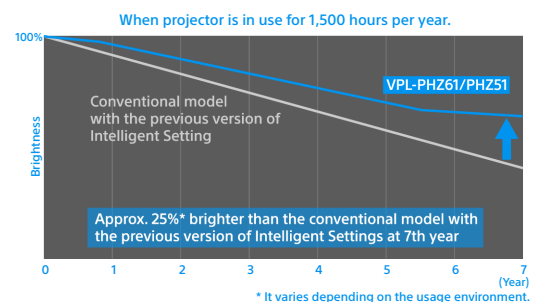 When projector is in use for 1,500 hours per year.
100%
VPL-PHZ61/PHZ51
Conventional model
with the previous version of
Intelligent Setting
Brightness
Approx. 25%* brighter than the conventional model with
the previous version of Intelligent Settings at 7th year
0 1 2 3 4 5 6 7
(Year)
* It varies depending on the usage environment.